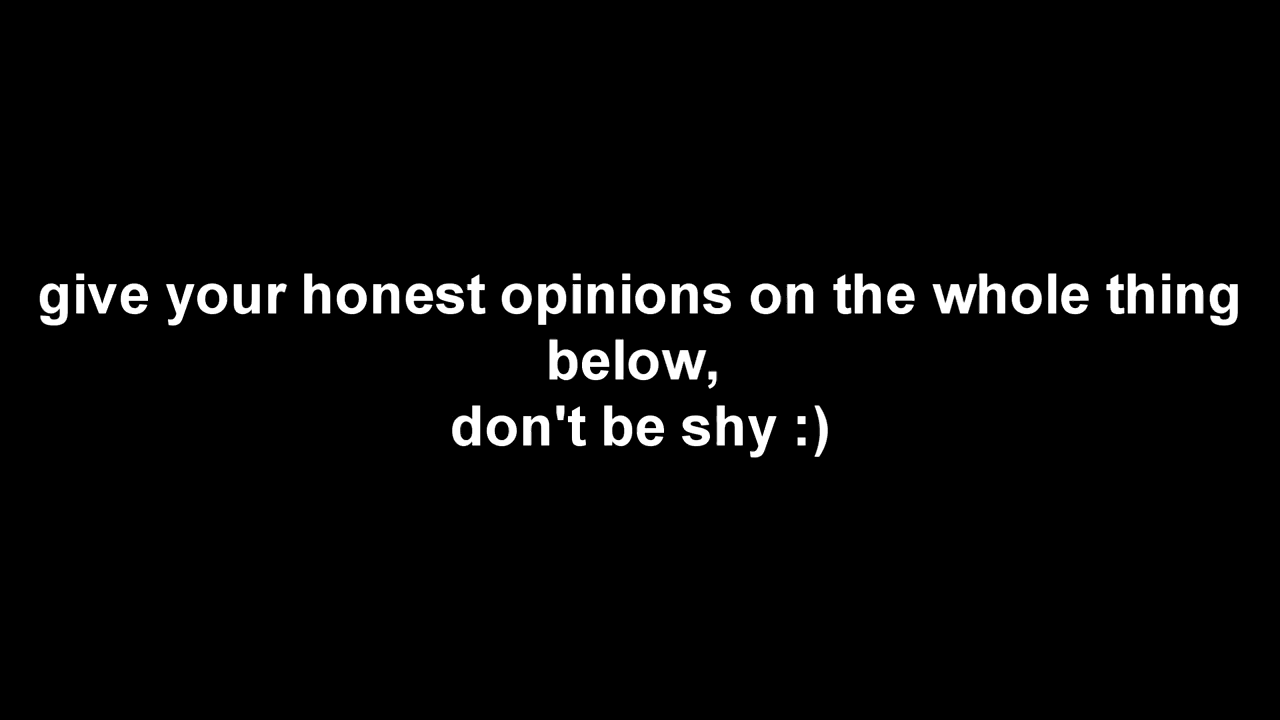 give your honest opinions on the whole thing
below,
don't be shy :)